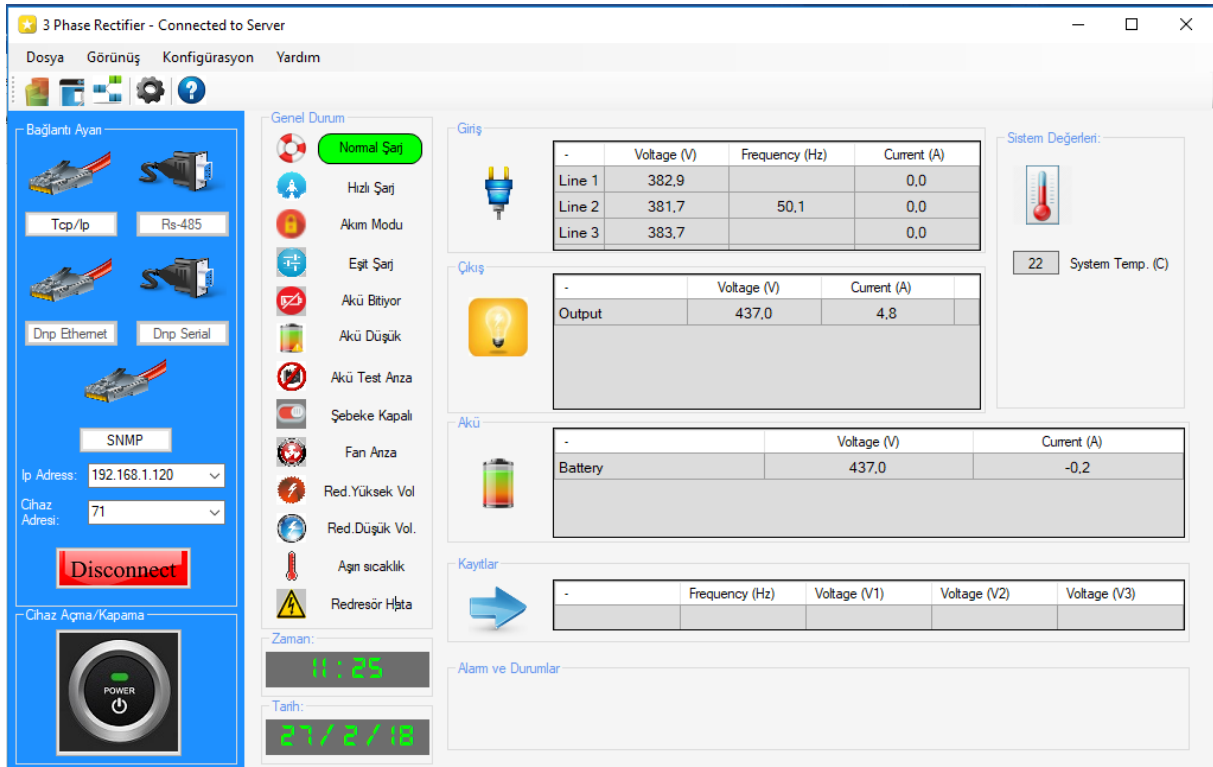 3 Phase Rectifier - Connected to Server
Dosya Görünüş Konfigürasyon Yardım
Bağlantı Ayarı
Tcp/Ip Rs-485
Dnp Ethernet Dnp Serial
SNMP
Ip Adress: 192.168.1.120
Cihaz Adresi: 71
Disconnect
Cihaz Açma/Kapama
POWER
Genel Durum
Normal Şarj
Hızlı Şarj
Akım Modu
Eşit Şarj
Akü Bitiyor
Akü Düşük
Akü Test Arıza
Şebeke Kapalı
Fan Arıza
Red.Yüksek Vol
Red.Düşük Vol.
Aşırı sıcaklık
Redresör Hata
Zaman:
11:25
Tarih:
27/2/18
Giriş
- Voltage (V) Frequency (Hz) Current (A)
Line 1 382,9 0,0
Line 2 381,7 50,1 0,0
Line 3 383,7 0,0
Çıkış
- Voltage (V) Current (A)
Output 437,0 4,8
Akü
- Voltage (V) Current (A)
Battery 437,0 -0,2
Kayıtlar
- Frequency (Hz) Voltage (V1) Voltage (V2) Voltage (V3)
Alarm ve Durumlar
Sistem Değerleri:
22 System Temp. (C)